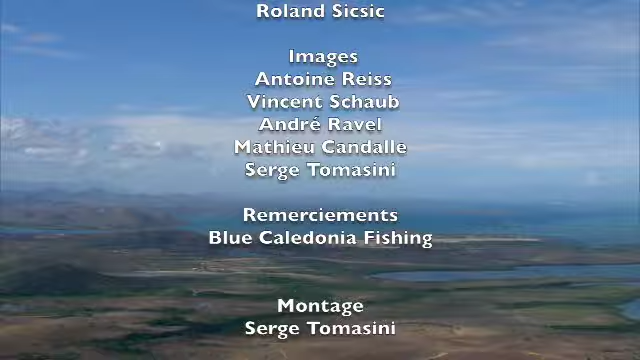 Roland Sicsic
Images
Antoine Reiss
Vincent Schaub
André Ravel
Mathieu Candalle
Serge Tomasini
Remerciements
Blue Caledonia Fishing
Montage
Serge Tomasini